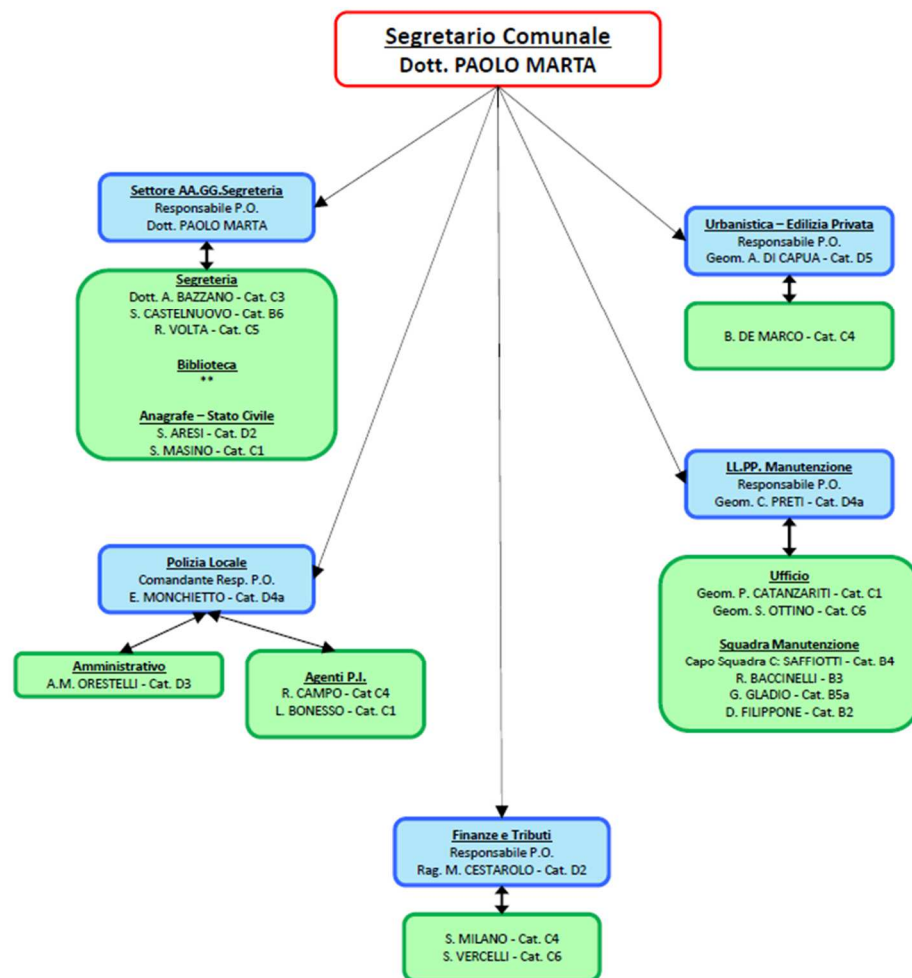 Segretario Comunale
Dott. PAOLO MARTA
Settore AA.GG.Segreteria
Responsabile P.O.
Dott. PAOLO MARTA
Segreteria
Dott. A. BAZZANO - Cat. C3
S. CASTELNUOVO - Cat. B6
R. VOLTA - Cat. C5
Biblioteca
**
Anagrafe – Stato Civile
S. ARESI - Cat. D2
S. MASINO - Cat. C1
Urbanistica – Edilizia Privata
Responsabile P.O.
Geom. A. DI CAPUA - Cat. D5
B. DE MARCO - Cat. C4
LL.PP. Manutenzione
Responsabile P.O.
Geom. C. PRETI - Cat. D4a
Ufficio
Geom. P. CATANZARITI - Cat. C1
Geom. S. OTTINO - Cat. C6
Squadra Manutenzione
Capo Squadra C: SAFFIOTTI - Cat. B4
R. BACCINELLI - B3
G. GLADIO - Cat. B5a
D. FILIPPONE - Cat. B2
Polizia Locale
Comandante Resp. P.O.
E. MONCHIETTO - Cat. D4a
Amministrativo
A.M. ORESTELLI - Cat. D3
Agenti P.I.
R. CAMPO - Cat C4
L. BONESSO - Cat. C1
Finanze e Tributi
Responsabile P.O.
Rag. M. CESTAROLO - Cat. D2
S. MILANO - Cat. C4
S. VERCELLI - Cat. C6